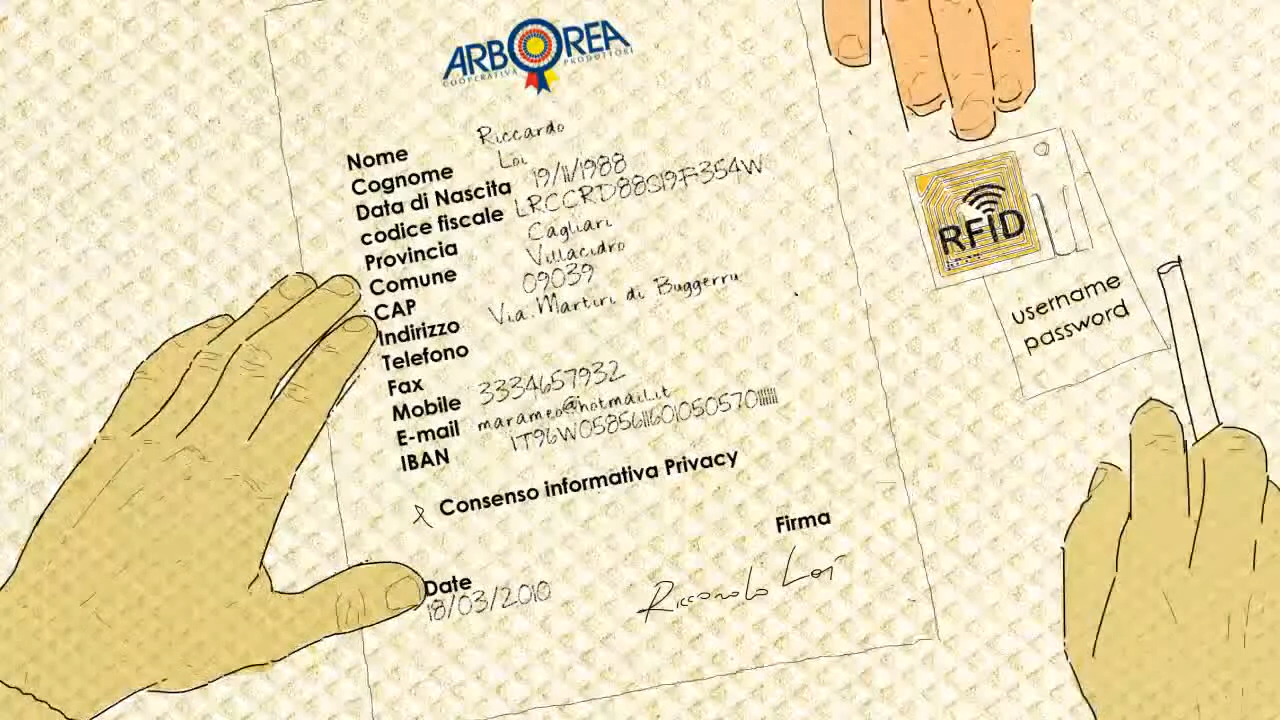 ARBOREA
COOPERATIVA PRODUTTORI
Nome Riccardo
Cognome Loi
Data di Nascita 19/11/1988
codice fiscale LRCCRD88S19F354W
Provincia Cagliari
Comune Villacidro
CAP 09039
Indirizzo Via Martiri di Buggerru
Telefono
Fax
Mobile 3334657932
E-mail marameo@hotmail.it
IBAN
Consenso informativa Privacy
Firma
Riccardo Loi
Date
18/03/2010
RFID
username
password